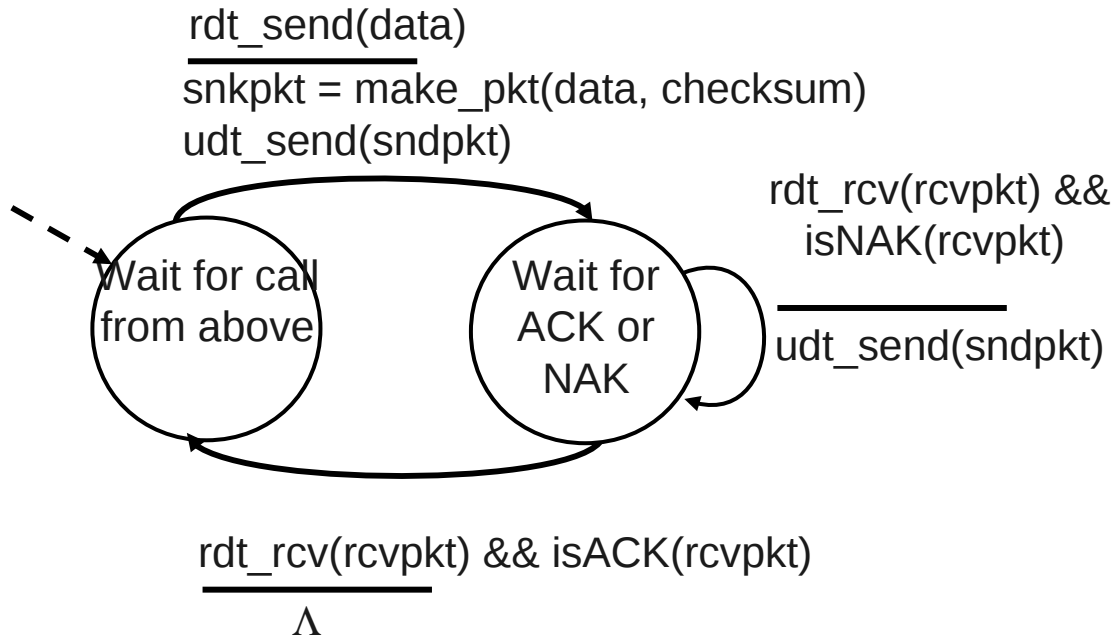 rdt_send(data)
snkpkt = make_pkt(data, checksum)
udt_send(sndpkt)
rdt_rcv(rcvpkt) &&
isNAK(rcvpkt)
Wait for call
from above
Wait for
ACK or
NAK
udt_send(sndpkt)
rdt_rcv(rcvpkt) && isACK(rcvpkt)
Λ